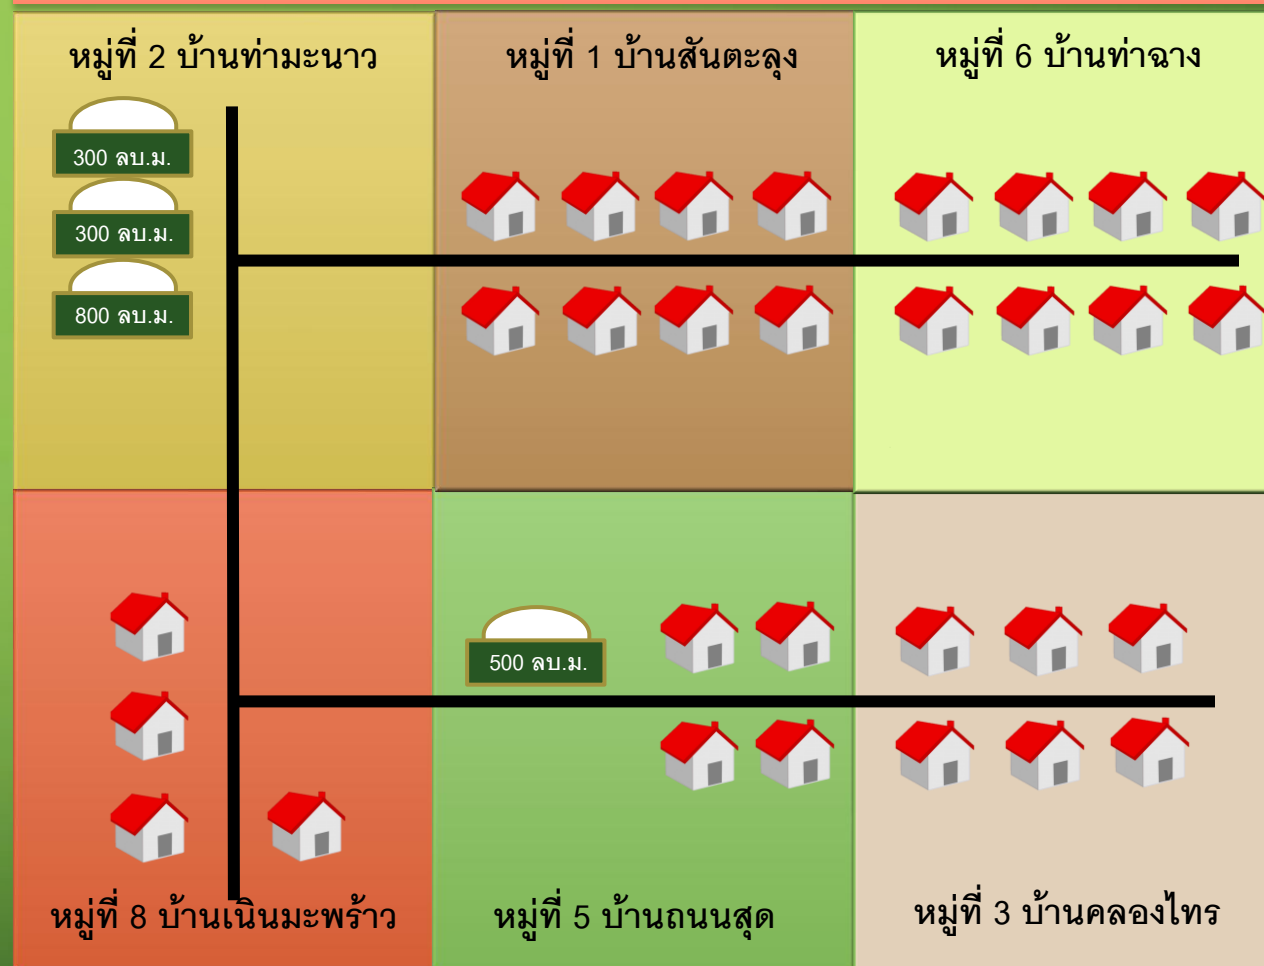 หมู่ที่ 2 บ้านท่ามะนาว
หมู่ที่ 1 บ้านสันตะลุง
หมู่ที่ 6 บ้านท่าฉาง
300 ลบ.ม.
300 ลบ.ม.
800 ลบ.ม.
500 ลบ.ม.
หมู่ที่ 8 บ้านเนินมะพร้าว
หมู่ที่ 5 บ้านถนนสุด
หมู่ที่ 3 บ้านคลองไทร